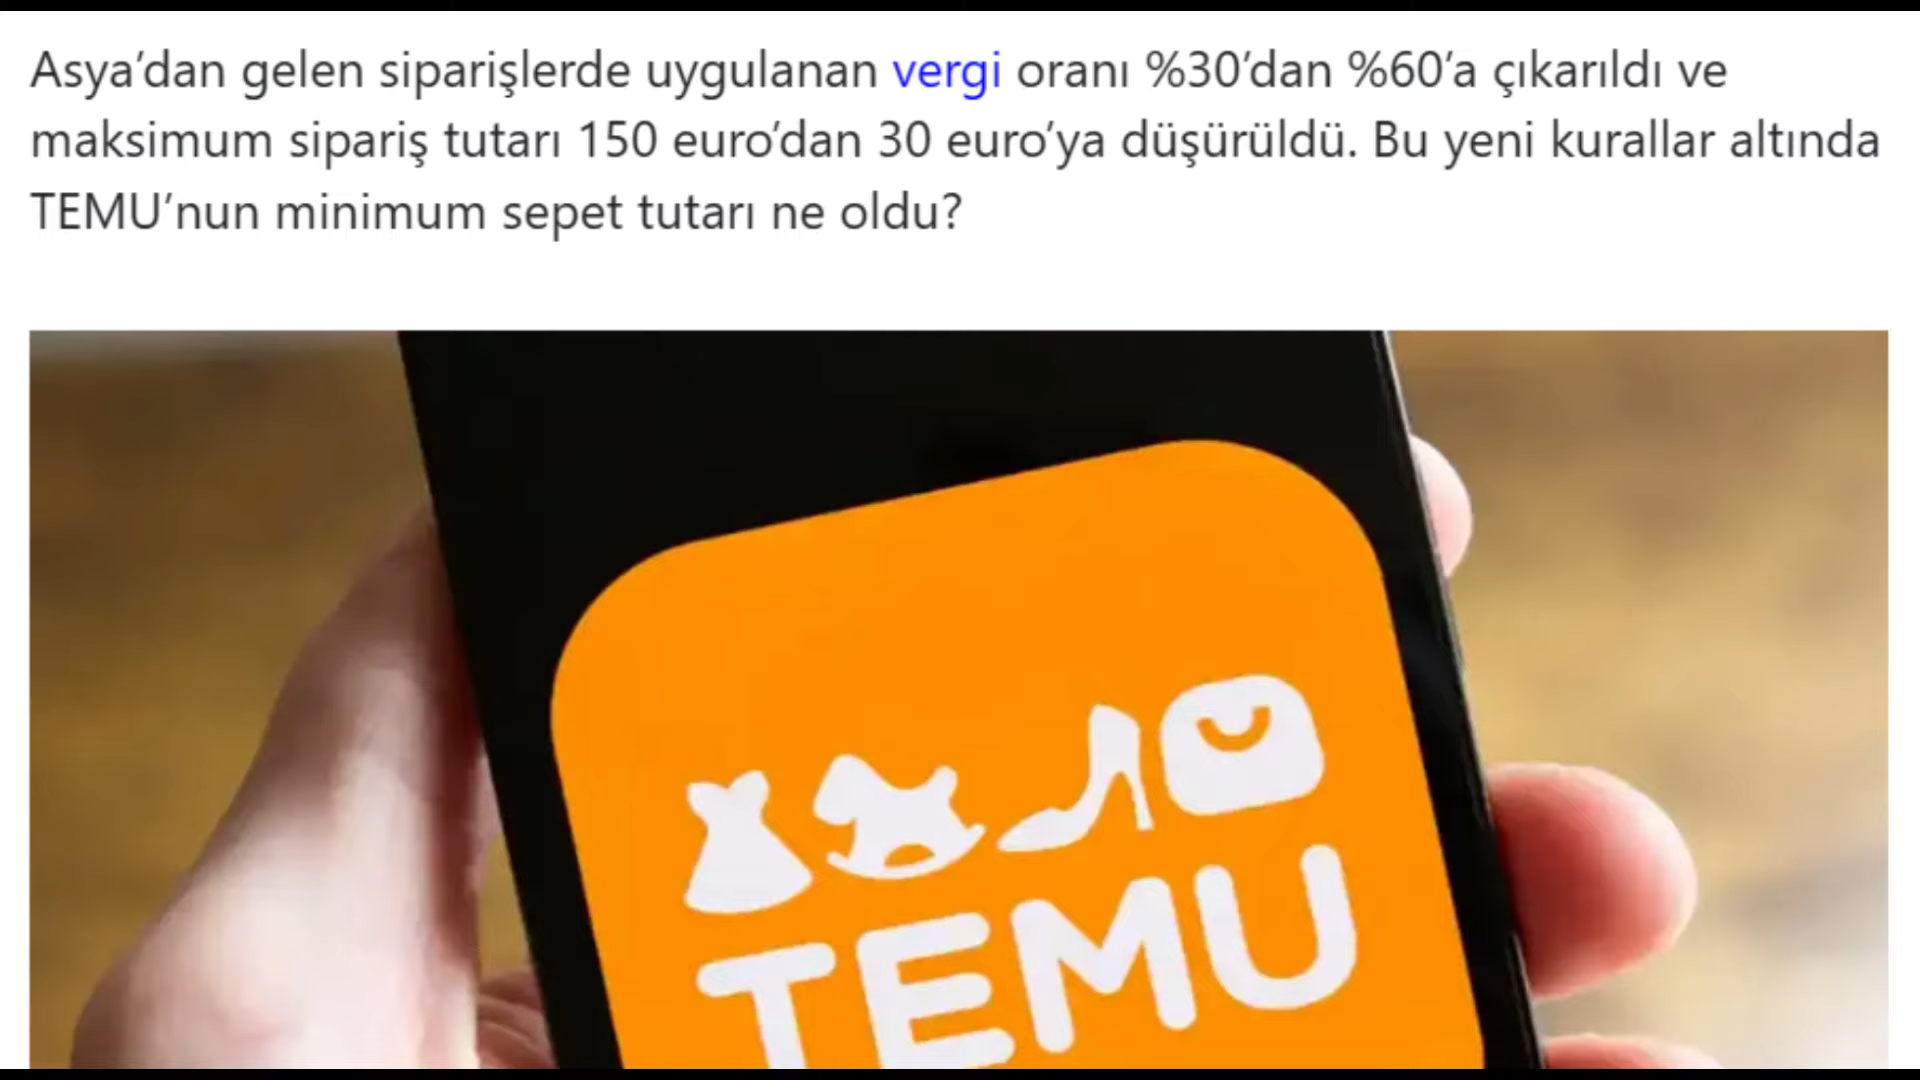 Asya’dan gelen siparişlerde uygulanan vergi oranı %30’dan %60’a çıkarıldı ve
maksimum sipariş tutarı 150 euro’dan 30 euro’ya düşürüldü. Bu yeni kurallar altında
TEMU’nun minimum sepet tutarı ne oldu?
TEMU